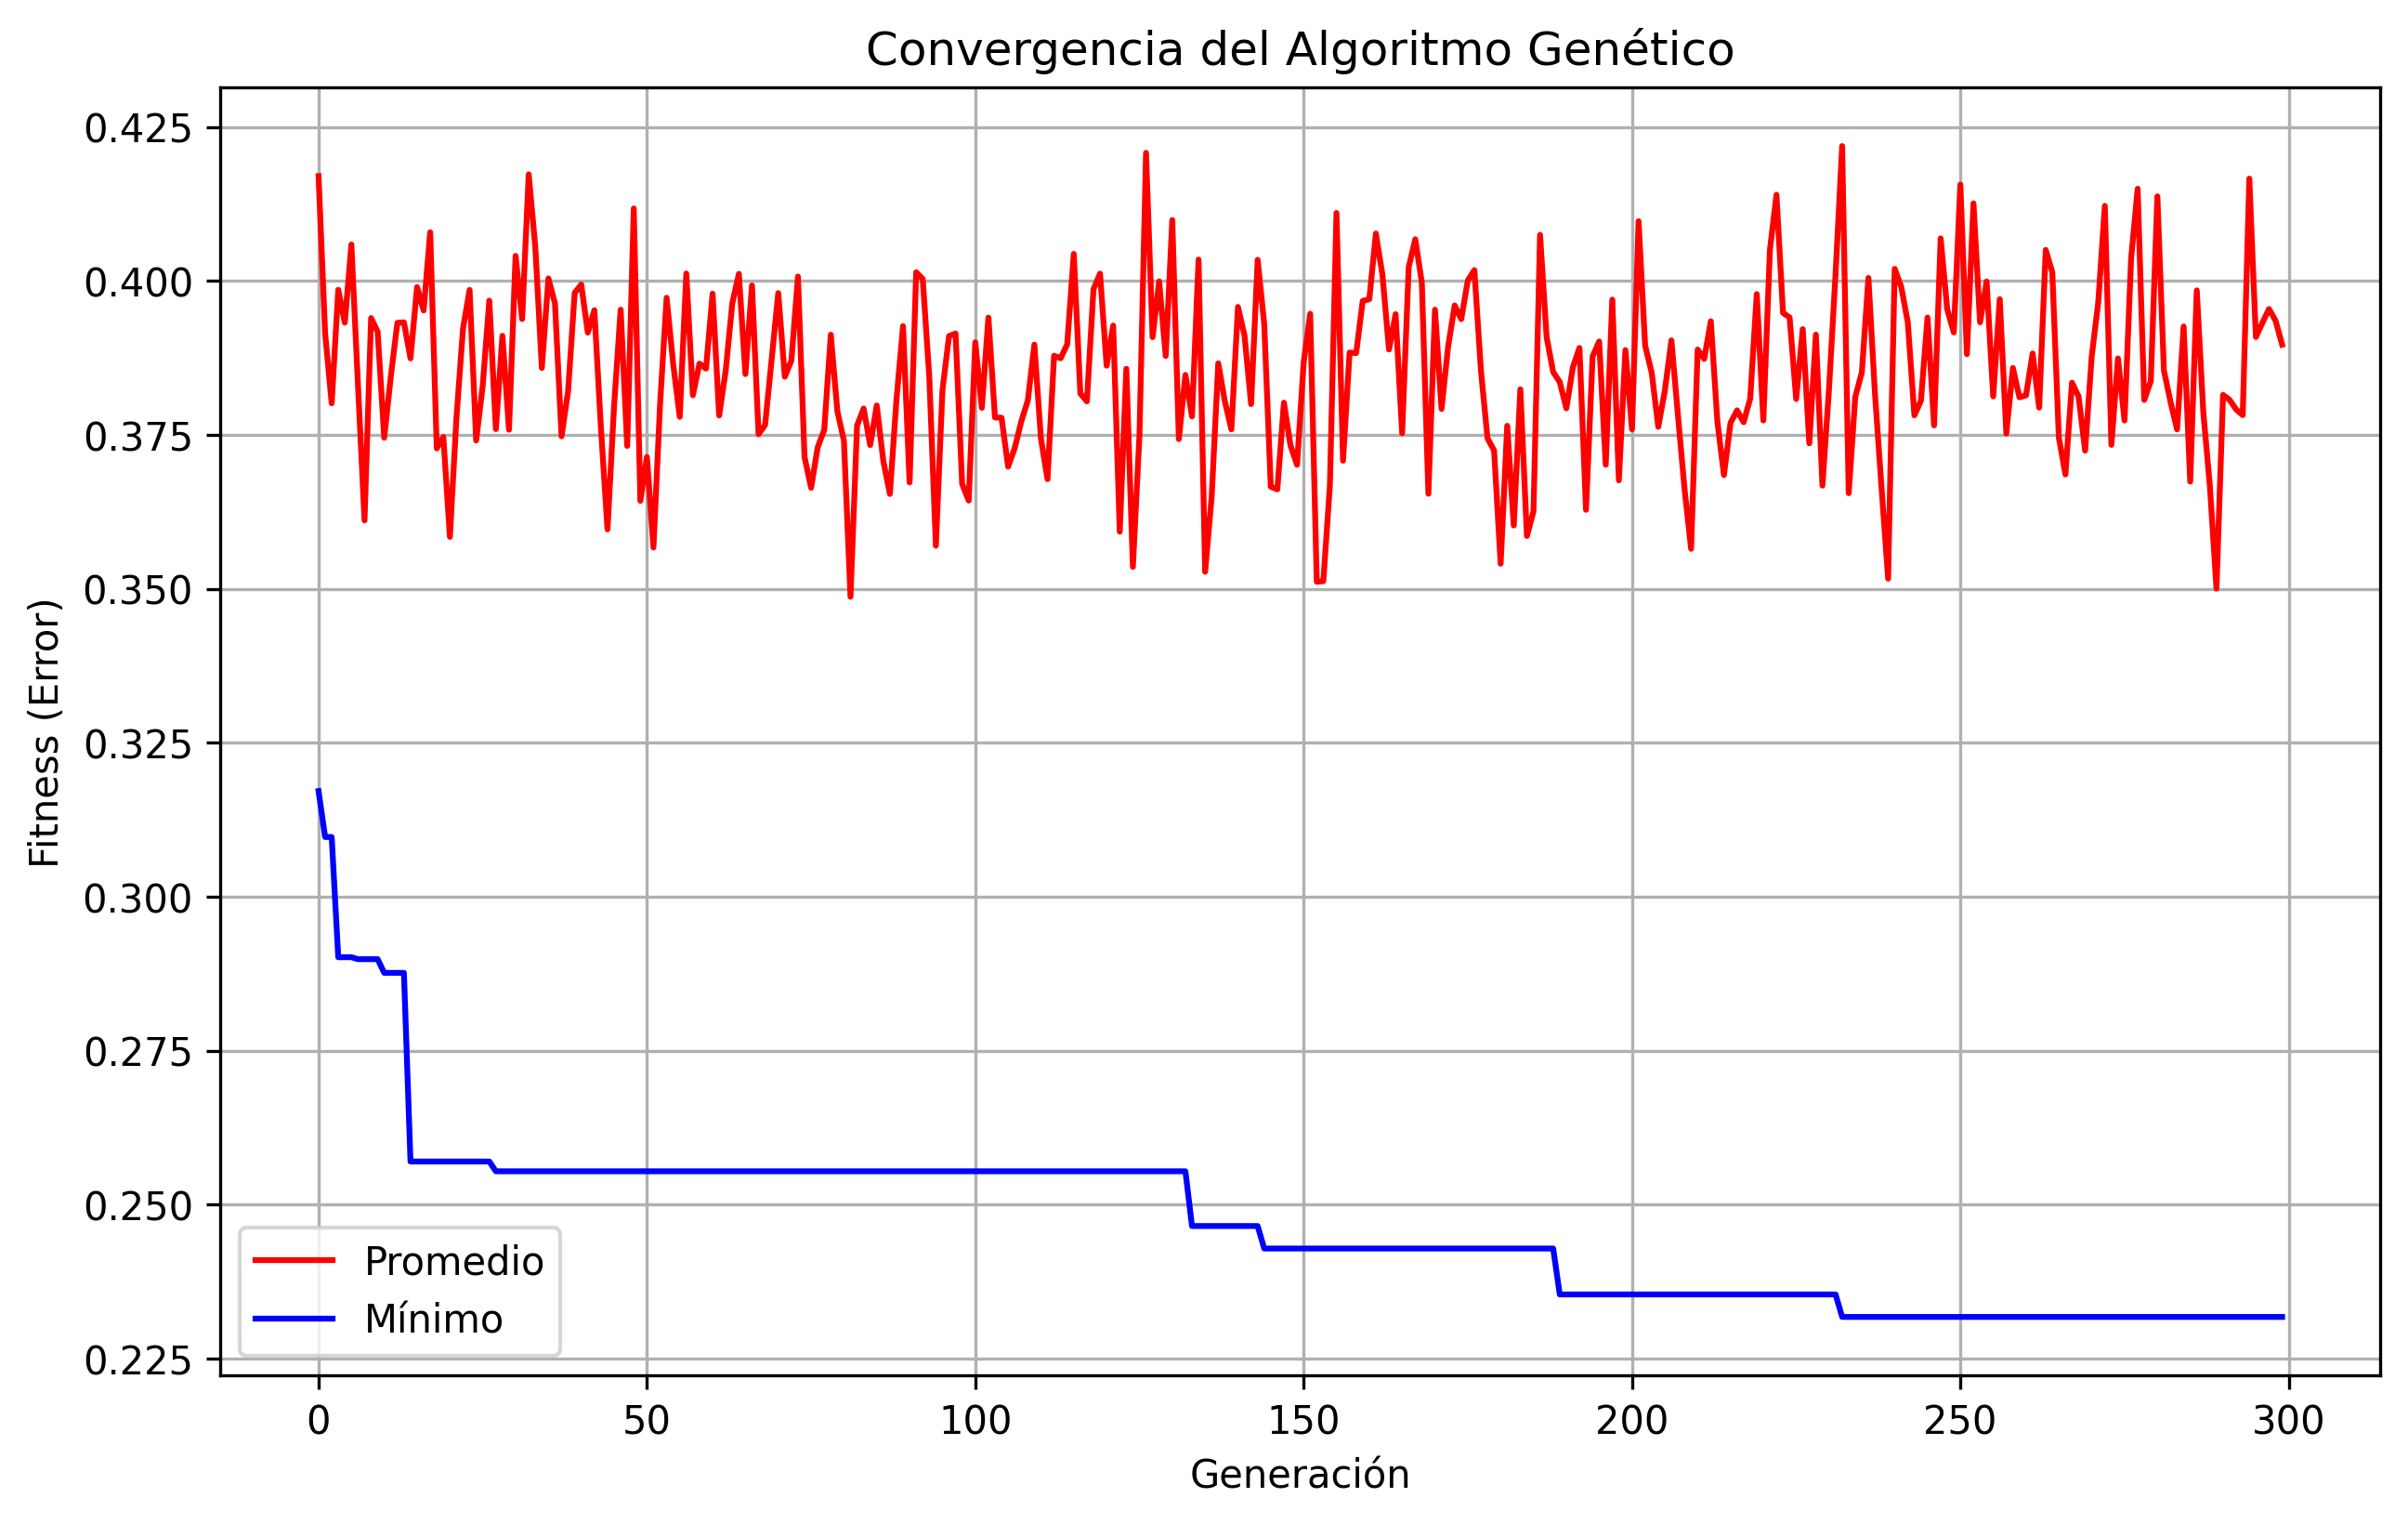 Convergencia del Algoritmo Genético
Fitness (Error)
0.425
0.400
0.375
0.350
0.325
0.300
0.275
0.250
0.225
Promedio
Mínimo
0 50 100 150 200 250 300
Generación